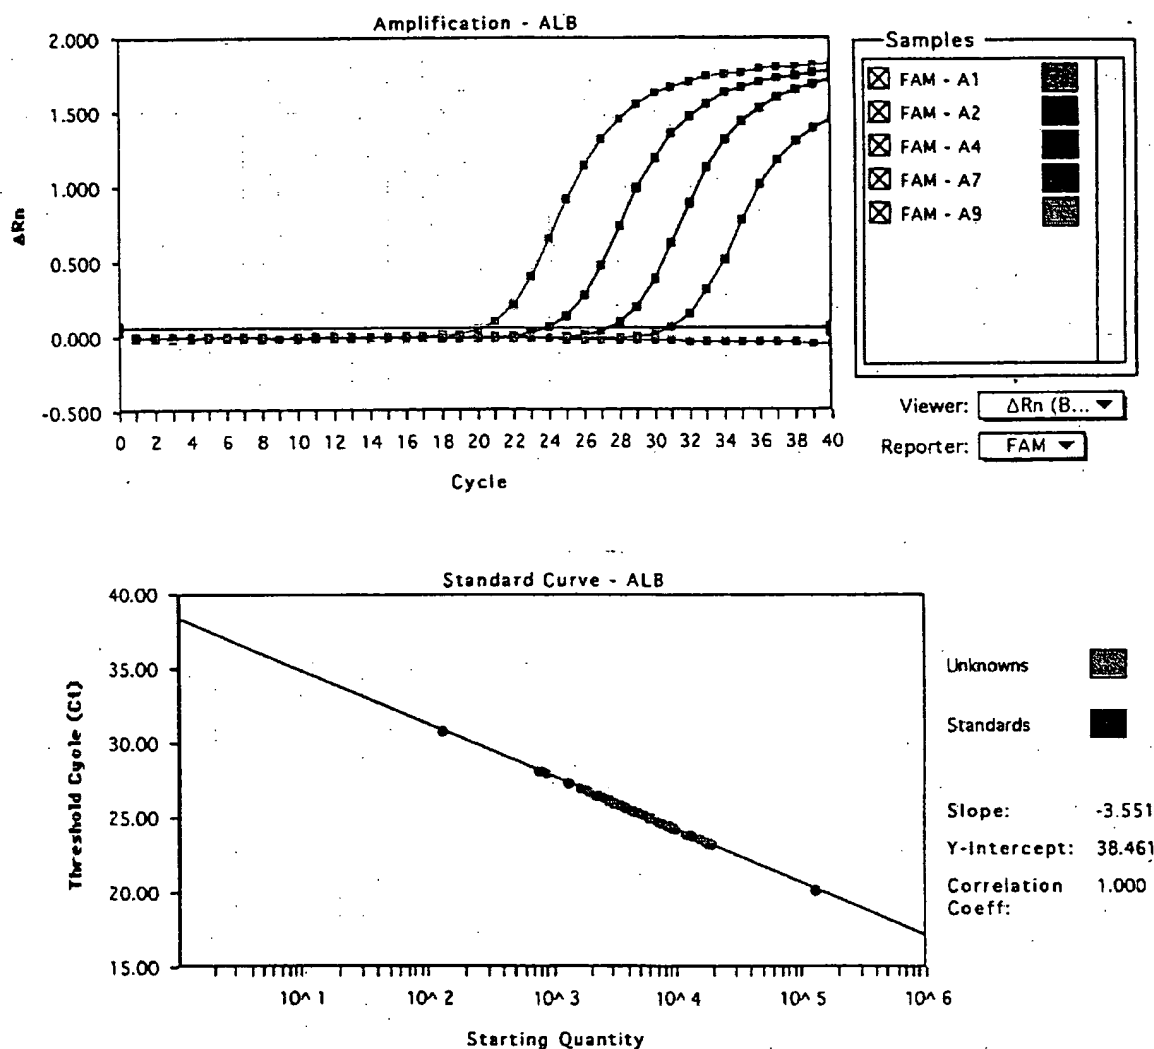 Amplification - ALB
2.000
1.500
1.000
0.500
0.000
-0.500
ΔRn
0 2 4 6 8 10 12 14 16 18 20 22 24 26 28 30 32 34 36 38 40
Cycle
Samples
FAM - A1
FAM - A2
FAM - A4
FAM - A7
FAM - A9
Viewer: ΔRn (B... ▼
Reporter: FAM ▼
Standard Curve - ALB
40.00
35.00
30.00
25.00
20.00
15.00
Threshold Cycle (Ct)
10^1 10^2 10^3 10^4 10^5 10^6
Starting Quantity
Unknowns
Standards
Slope: -3.551
Y-Intercept: 38.461
Correlation 1.000
Coeff: